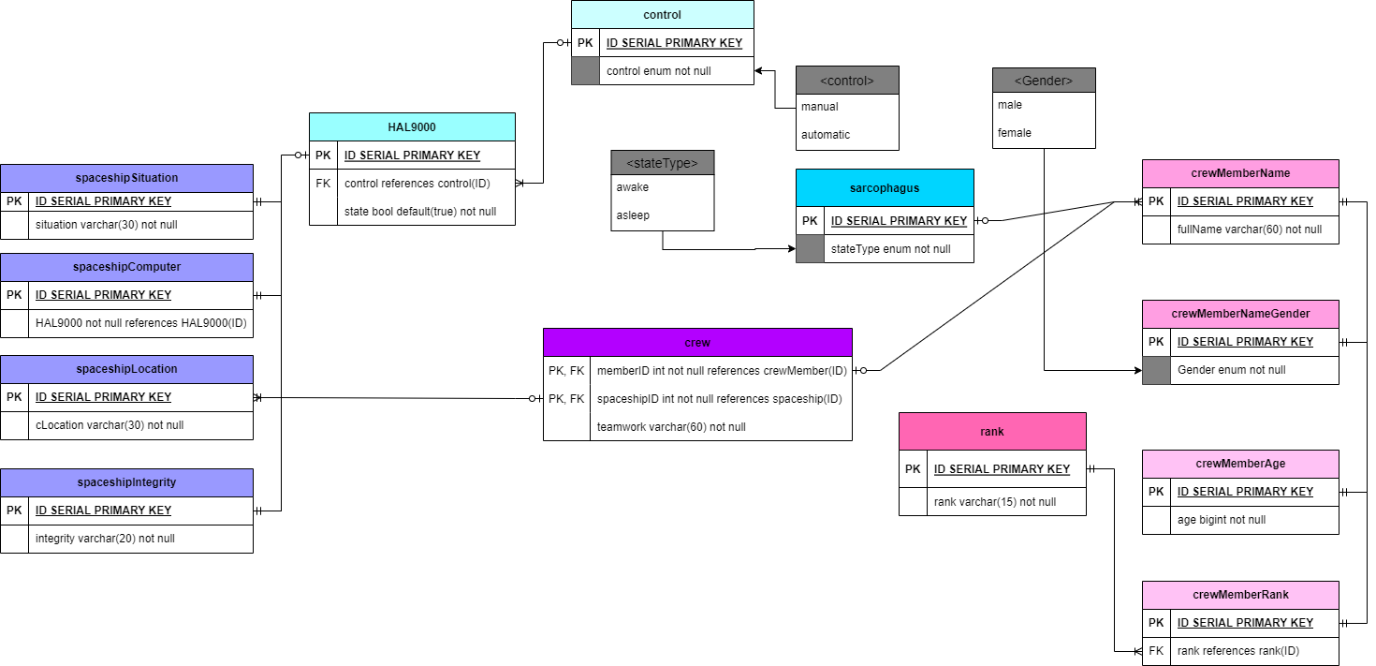 control
PK ID SERIAL PRIMARY KEY
control enum not null
<control>
manual
automatic
<Gender>
male
female
HAL9000
PK ID SERIAL PRIMARY KEY
FK control references control(ID)
state bool default(true) not null
<stateType>
awake
asleep
sarcophagus
PK ID SERIAL PRIMARY KEY
stateType enum not null
crewMemberName
PK ID SERIAL PRIMARY KEY
fullName varchar(60) not null
spaceshipSituation
PK ID SERIAL PRIMARY KEY
situation varchar(30) not null
spaceshipComputer
PK ID SERIAL PRIMARY KEY
HAL9000 not null references HAL9000(ID)
spaceshipLocation
PK ID SERIAL PRIMARY KEY
cLocation varchar(30) not null
spaceshipIntegrity
PK ID SERIAL PRIMARY KEY
integrity varchar(20) not null
crew
PK, FK memberID int not null references crewMember(ID)
PK, FK spaceshipID int not null references spaceship(ID)
teamwork varchar(60) not null
crewMemberNameGender
PK ID SERIAL PRIMARY KEY
Gender enum not null
rank
PK ID SERIAL PRIMARY KEY
rank varchar(15) not null
crewMemberAge
PK ID SERIAL PRIMARY KEY
age bigint not null
crewMemberRank
PK ID SERIAL PRIMARY KEY
FK rank references rank(ID)